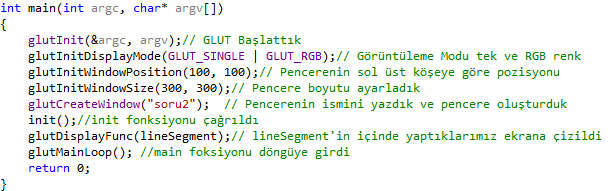 int main(int argc, char* argv[])
{
glutInit(&argc, argv);// GLUT Başlattık
glutInitDisplayMode(GLUT_SINGLE | GLUT_RGB);// Görüntüleme Modu tek ve RGB renk
glutInitWindowPosition(100, 100);// Pencerenin sol üst köşeye göre pozisyonu
glutInitWindowSize(300, 300);// Pencere boyutu ayarladık
glutCreateWindow("soru2");  // Pencerenin ismini yazdık ve pencere oluşturduk
init();//init fonksiyonu çağrıldı
glutDisplayFunc(lineSegment);// lineSegment'in içinde yaptıklarımız ekrana çizildi
glutMainLoop(); //main foksiyonu döngüye girdi
return 0;
}